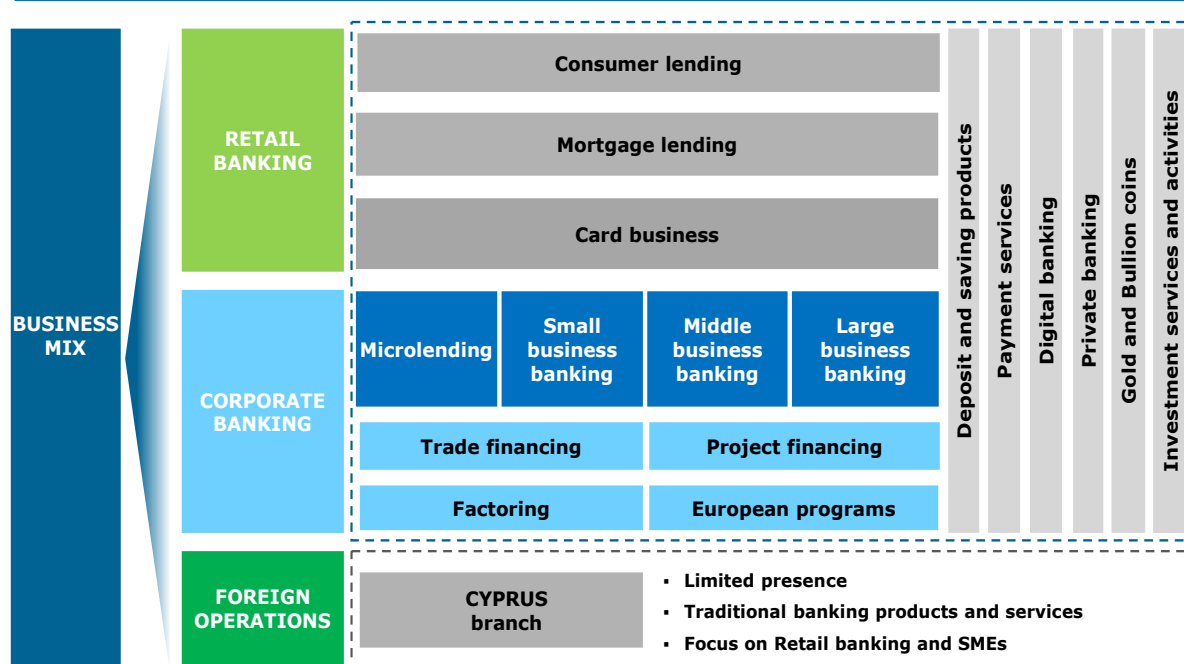 BUSINESS
MIX
RETAIL
BANKING
Consumer lending
Mortgage lending
Card business
CORPORATE
BANKING
Microlending
Small
business
banking
Middle
business
banking
Large
business
banking
Trade financing
Project financing
Factoring
European programs
Deposit and saving products
Payment services
Digital banking
Private banking
Gold and Bullion coins
Investment services and activities
FOREIGN
OPERATIONS
CYPRUS
branch
▪ Limited presence
▪ Traditional banking products and services
▪ Focus on Retail banking and SMEs